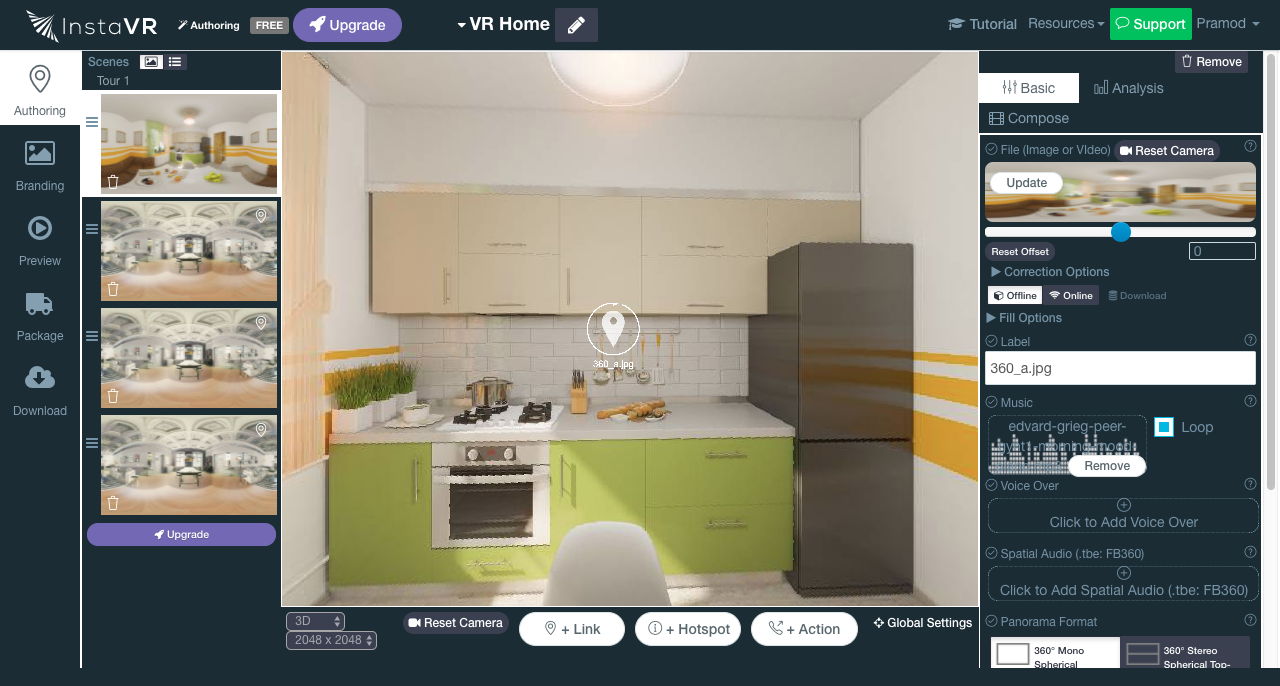 InstaVR
Authoring
FREE
Upgrade
VR Home
Tutorial
Resources
Support
Pramod
Authoring
Branding
Preview
Package
Download
Scenes
Tour 1
Upgrade
360_a.jpg
3D
2048 x 2048
Reset Camera
+ Link
+ Hotspot
+ Action
Global Settings
Remove
Basic
Analysis
Compose
File (Image or VIdeo)
Reset Camera
Update
Reset Offset
0
Correction Options
Offline
Online
Download
Fill Options
Label
360_a.jpg
Music
edvard-grieg-peer-
Loop
Remove
Voice Over
Click to Add Voice Over
Spatial Audio (.tbe: FB360)
Click to Add Spatial Audio (.tbe: FB360)
Panorama Format
360° Mono
Spherical
360° Stereo
Spherical Top-